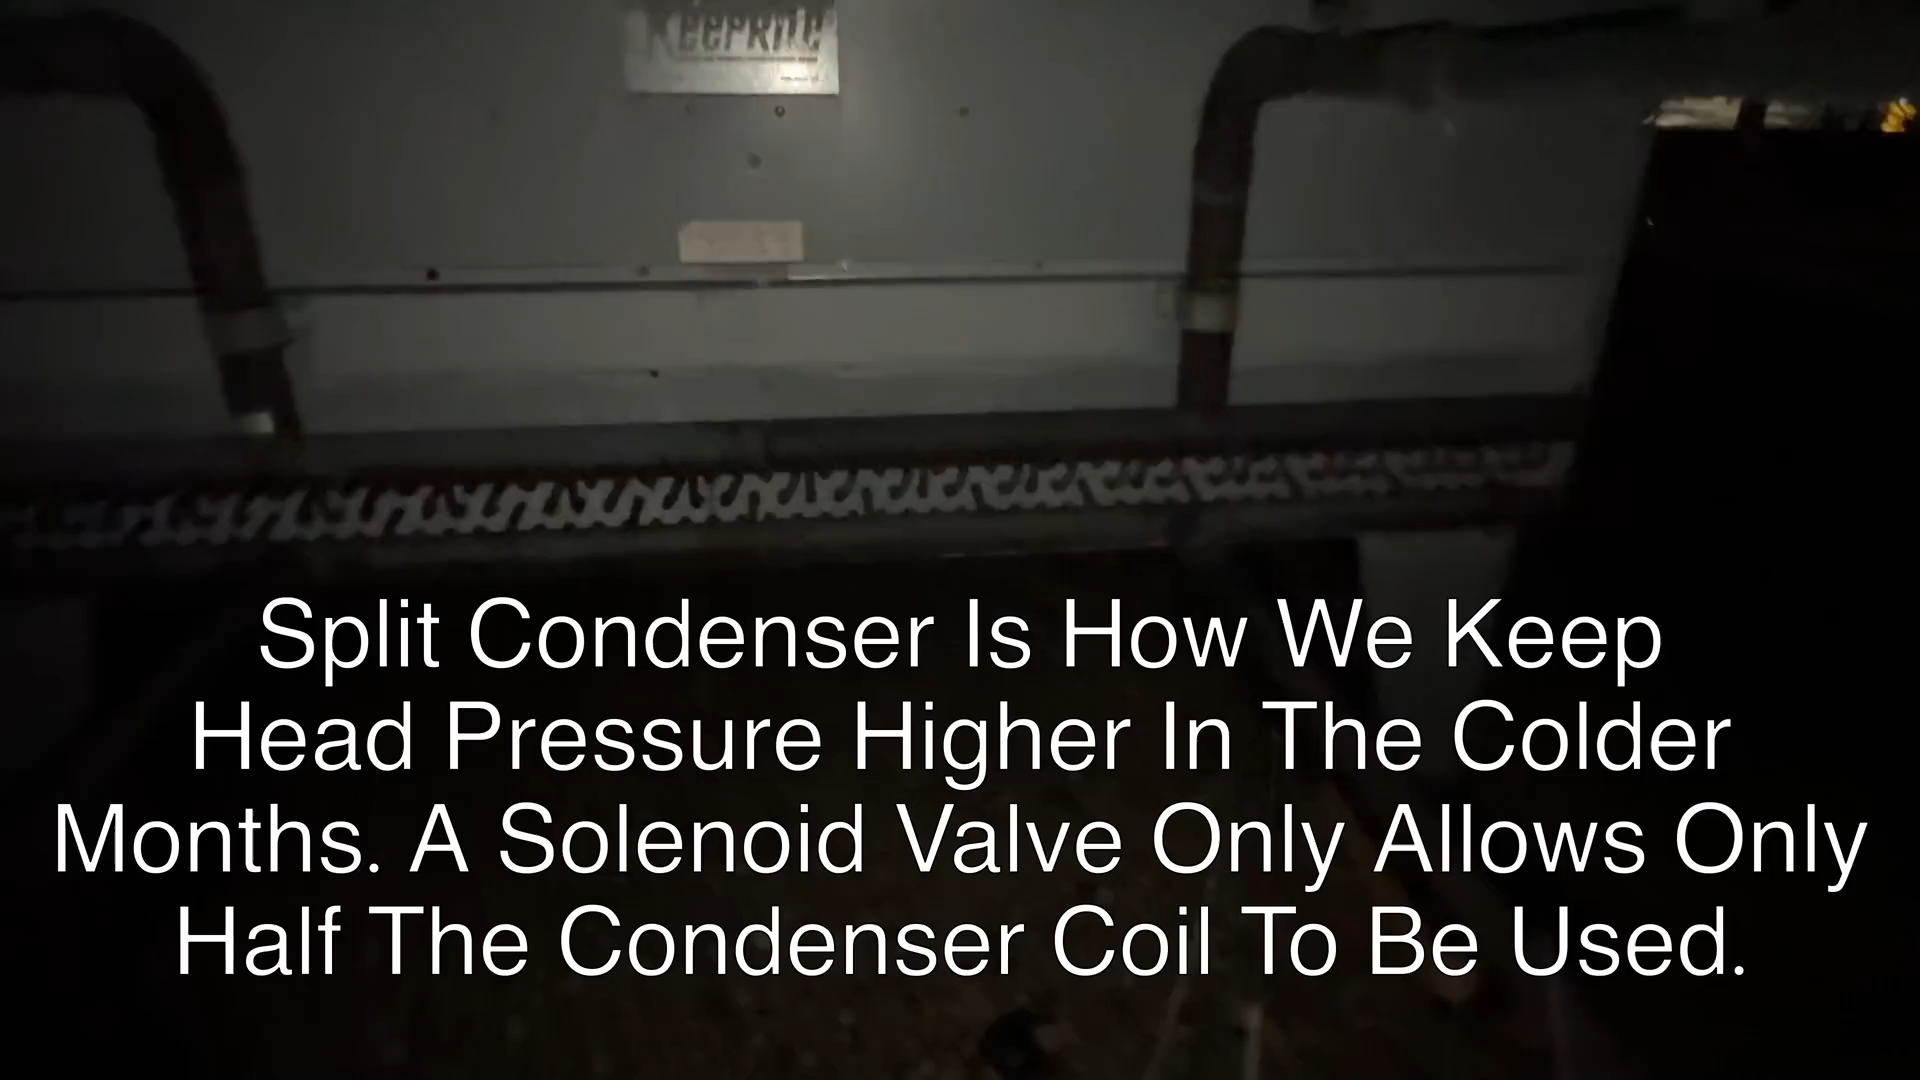 KeepRite
Split Condenser Is How We Keep
Head Pressure Higher In The Colder
Months. A Solenoid Valve Only Allows Only
Half The Condenser Coil To Be Used.